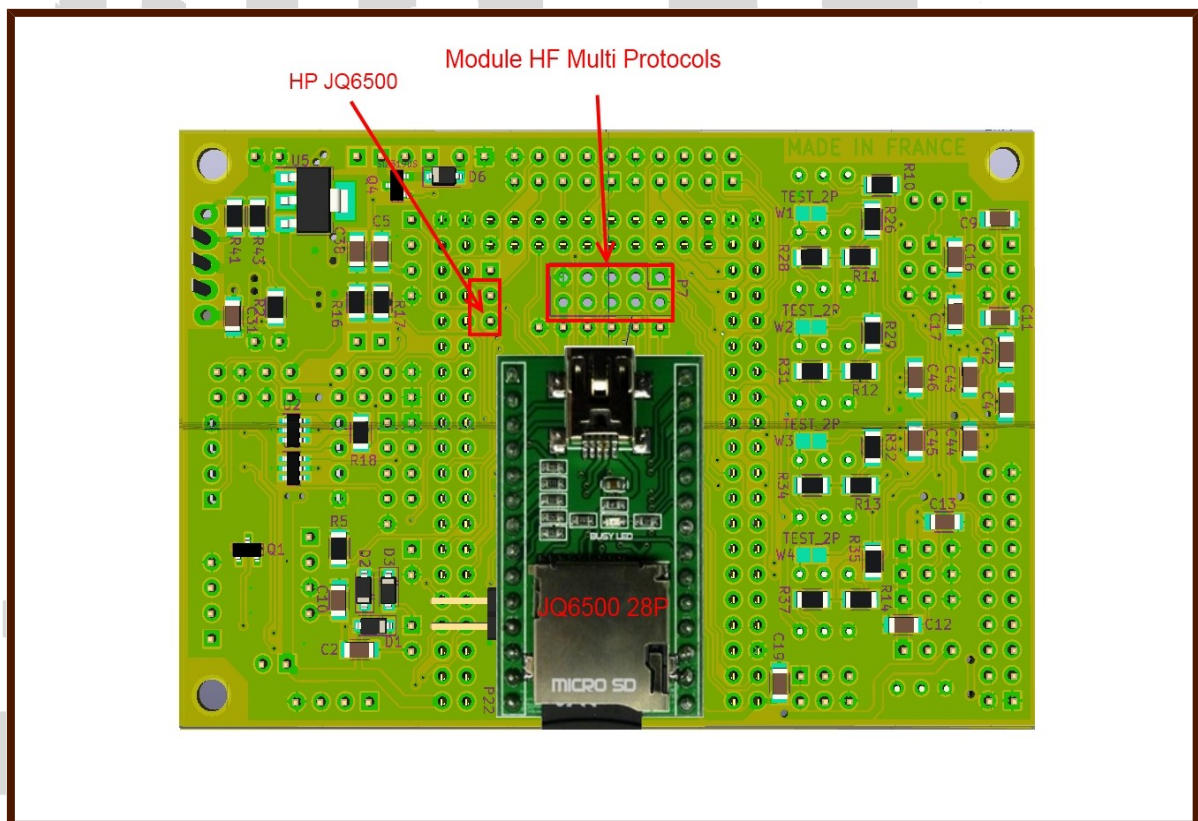 Module HF Multi Protocols
HP JQ6500
MADE IN FRANCE
U5
Q4
D6
R10
TEST_2P
W1
R26
C9
R41
R43
C38
C5
R28
R11
C16
P7
C31
R16
R17
TEST_2P
W2
R29
C17
C11
C42
R31
R12
C46
C43
TEST_2P
W3
R32
C45
C44
R18
R34
R13
BUSY LED
C13
Q1
R5
TEST_2P
W4
R35
D2
D3
C10
JQ6500 28P
R37
R14
D1
C12
C2
C19
MICRO SD
P22